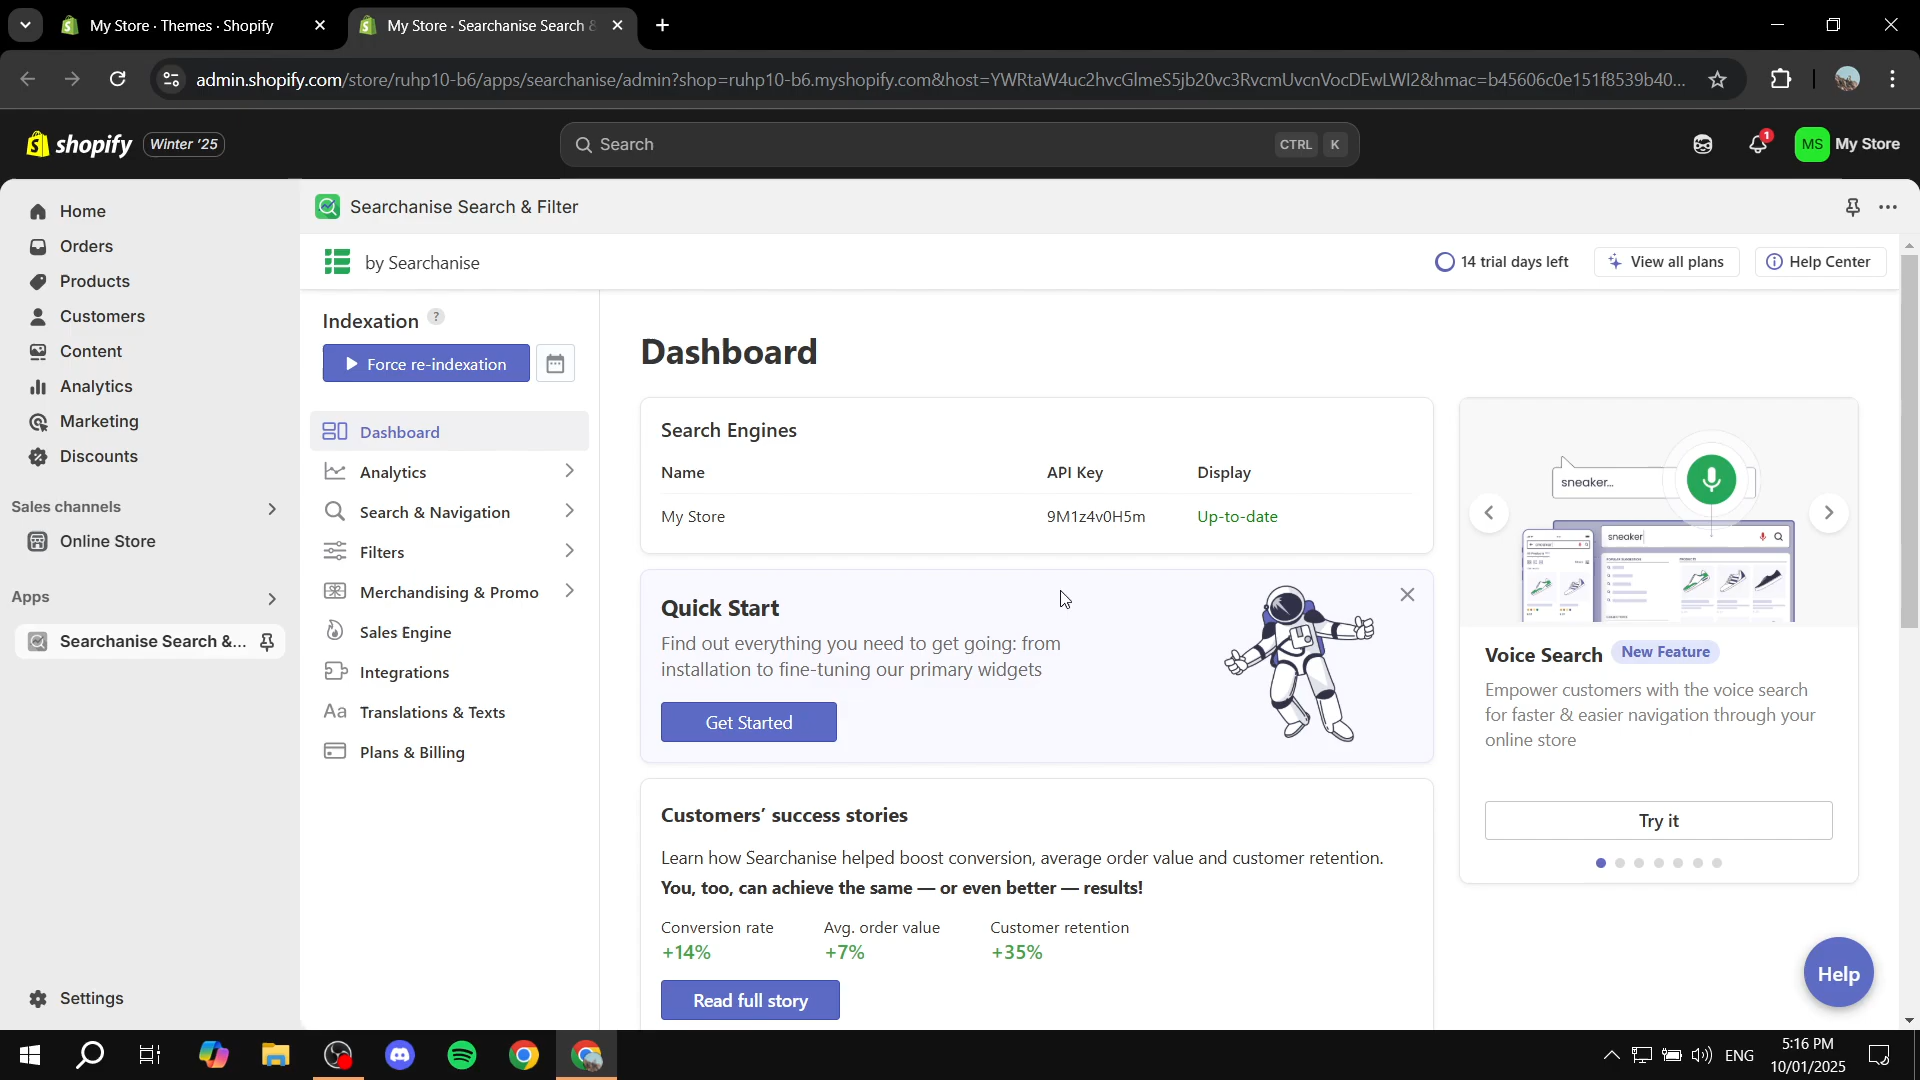 My Store · Themes · Shopify
My Store · Searchanise Search &
admin.shopify.com/store/ruhp10-b6/apps/searchanise/admin?shop=ruhp10-b6.myshopify.com&host=YWRtaW4uc2hvcGlmeS5jb20vc3RvcmUvcnVocDEwLWI2&hmac=b45606c0e151f8539b40...
shopify
Winter '25
Search
CTRL K
1
MS
My Store
Home
Orders
Products
Customers
Content
Analytics
Marketing
Discounts
Sales channels
Online Store
Apps
Searchanise Search &...
Settings
Searchanise Search & Filter
by Searchanise
14 trial days left
View all plans
Help Center
Indexation ?
Force re-indexation
Dashboard
Analytics
Search & Navigation
Filters
Merchandising & Promo
Sales Engine
Integrations
Aa Translations & Texts
Plans & Billing
Dashboard
Search Engines
Name API Key Display
My Store 9M1z4v0H5m Up-to-date
Quick Start
Find out everything you need to get going: from
installation to fine-tuning our primary widgets
Get Started
Customers' success stories
Learn how Searchanise helped boost conversion, average order value and customer retention.
You, too, can achieve the same — or even better — results!
Conversion rate Avg. order value Customer retention
+14% +7% +35%
Read full story
sneaker...
sneaker
Voice Search New Feature
Empower customers with the voice search
for faster & easier navigation through your
online store
Try it
Help
ENG
5:16 PM
10/01/2025